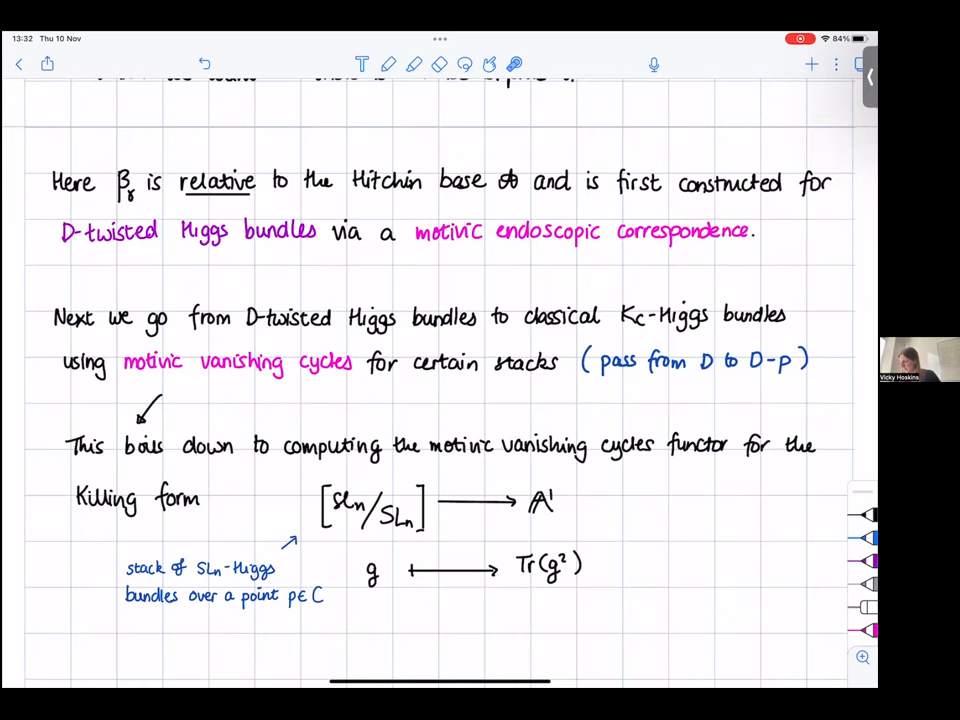 13:32 Thu 10 Nov
84%
Here βγ is relative to the Hitchin base A and is first constructed for
D-twisted Higgs bundles via a motivic endoscopic correspondence.
Next we go from D-twisted Higgs bundles to classical KC-Higgs bundles
using motivic vanishing cycles for certain stacks (pass from D to D-p)
This boils down to computing the motivic vanishing cycles functor for the
Killing form [sln/SLn] → A¹
stack of SLn-Higgs
bundles over a point p∈C
g ↦ Tr(g²)
Vicky Hoskins